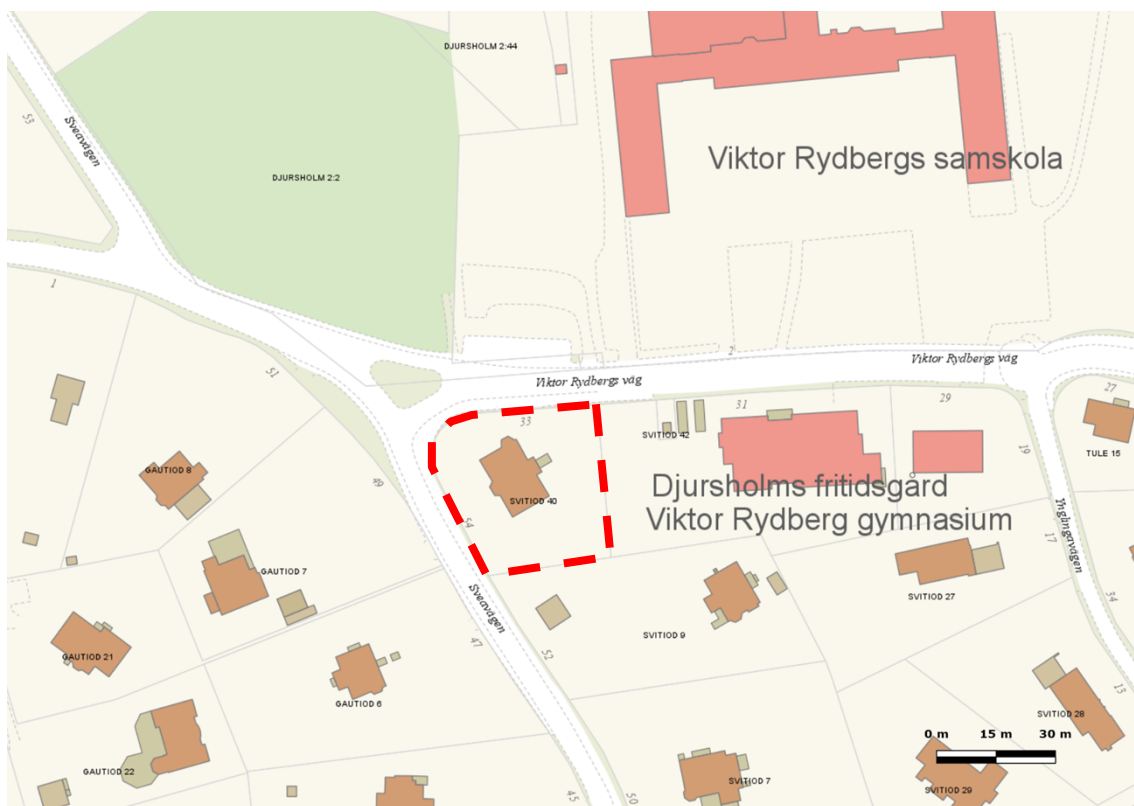 DJURSHOLM 2:44
Sveavägen
53
Viktor Rydbergs samskola
DJURSHOLM 2:2
1
2
Viktor Rydbergs väg
51
Viktor Rydbergs väg
27
33
31
29
SVITIOD 42
19
TULE 15
GAUTIOD 8
49
SVITIOD 40
Djursholms fritidsgård
Viktor Rydberg gymnasium
54
Ynglingavägen
17
GAUTIOD 7
Sveavägen
SVITIOD 27
34
47
52
SVITIOD 9
GAUTIOD 21
13
GAUTIOD 6
SVITIOD 28
0 m 15 m 30 m
GAUTIOD 22
SVITIOD 7
SVITIOD 29
45
50